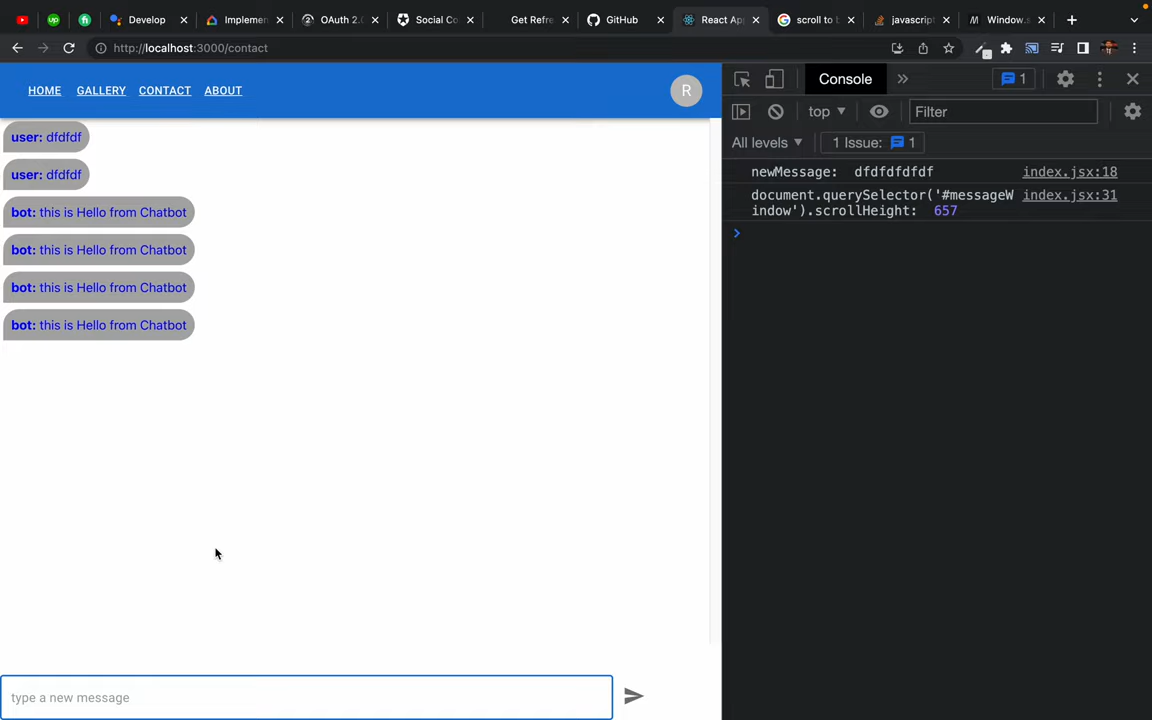 Develop
Implemen
OAuth 2.
Social Co
Get Refre
GitHub
React App
scroll to b
javascript
Window.s
http://localhost:3000/contact
HOME GALLERY CONTACT ABOUT
R
user: dfdfdf
user: dfdfdf
bot: this is Hello from Chatbot
bot: this is Hello from Chatbot
bot: this is Hello from Chatbot
bot: this is Hello from Chatbot
type a new message
Console
1
top
Filter
All levels
1 Issue: 1
newMessage: dfdfdfdfdf index.jsx:18
document.querySelector('#messageW index.jsx:31
indow').scrollHeight: 657